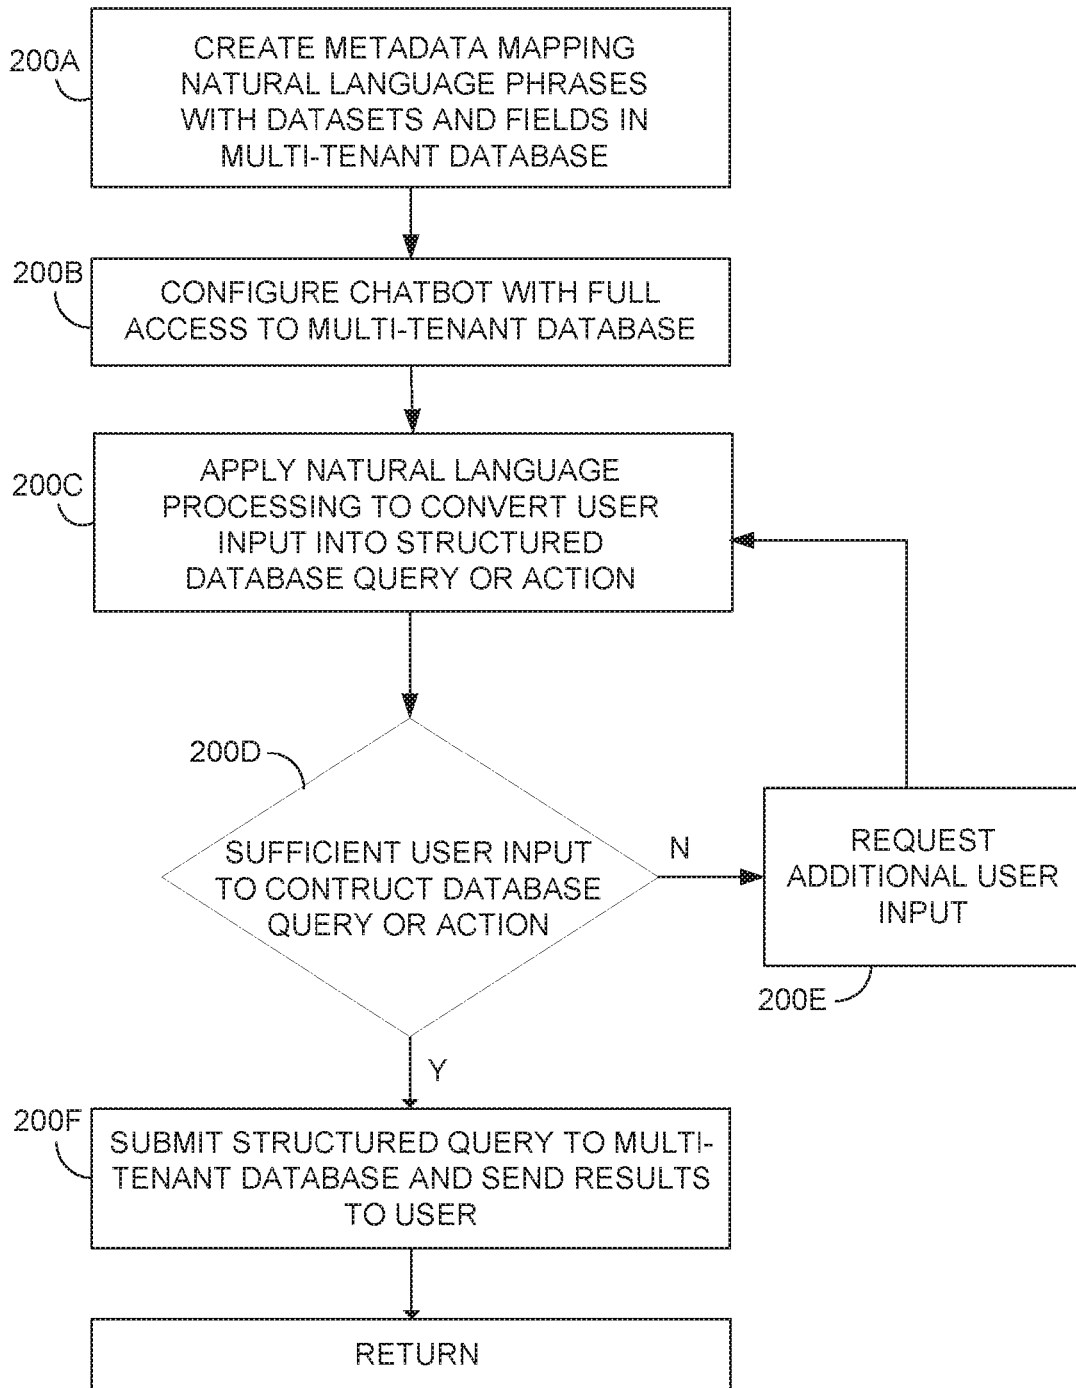 200A
CREATE METADATA MAPPING
NATURAL LANGUAGE PHRASES
WITH DATASETS AND FIELDS IN
MULTI-TENANT DATABASE
200B
CONFIGURE CHATBOT WITH FULL
ACCESS TO MULTI-TENANT DATABASE
200C
APPLY NATURAL LANGUAGE
PROCESSING TO CONVERT USER
INPUT INTO STRUCTURED
DATABASE QUERY OR ACTION
200D
SUFFICIENT USER INPUT
TO CONTRUCT DATABASE
QUERY OR ACTION
N
REQUEST
ADDITIONAL USER
INPUT
200E
Y
200F
SUBMIT STRUCTURED QUERY TO MULTI-
TENANT DATABASE AND SEND RESULTS
TO USER
RETURN